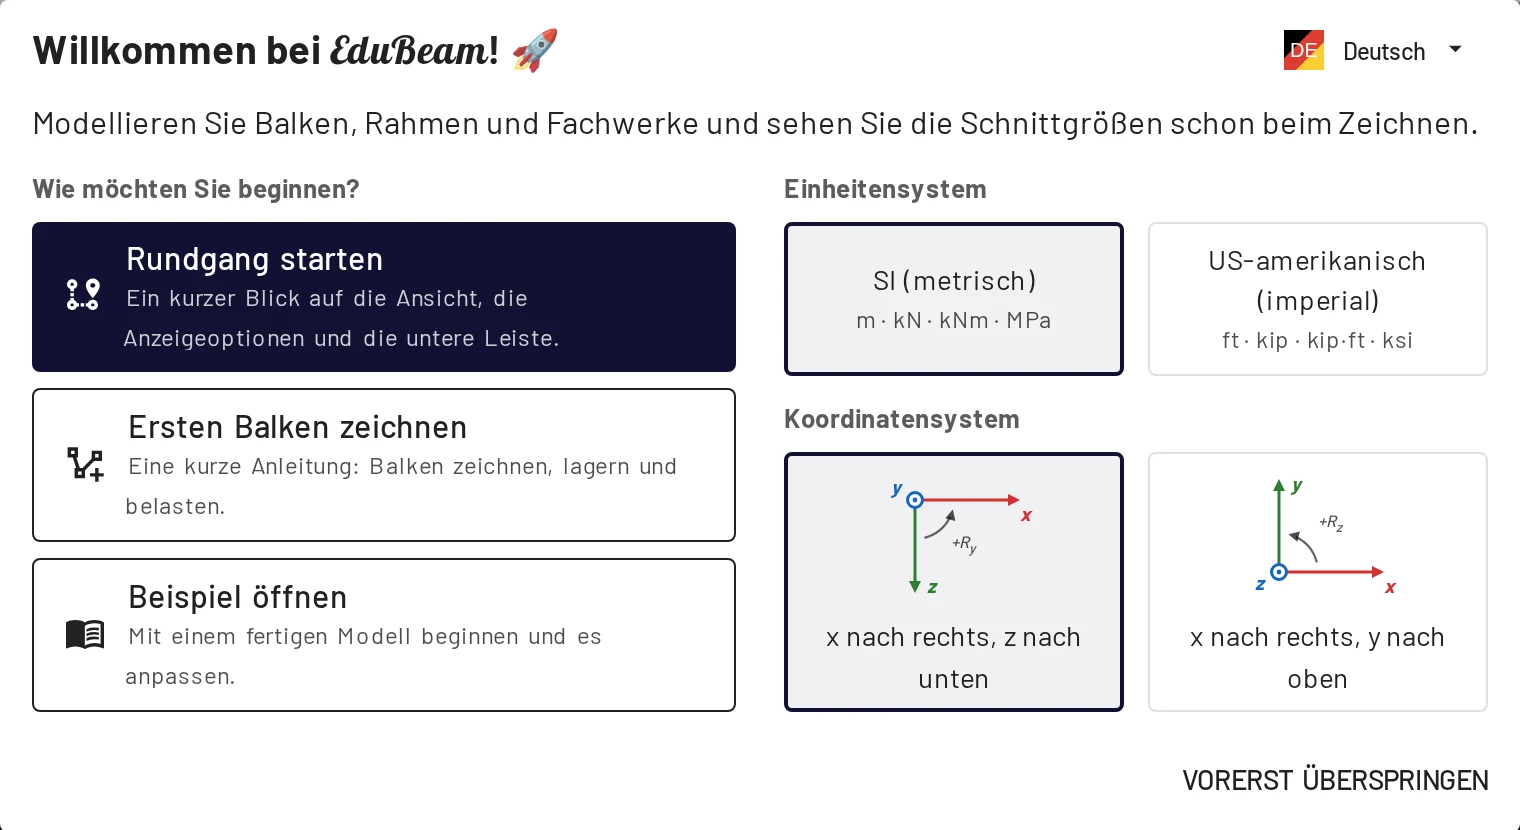 Willkommen bei EduBeam! 🚀
DE Deutsch
Modellieren Sie Balken, Rahmen und Fachwerke und sehen Sie die Schnittgrößen schon beim Zeichnen.
Wie möchten Sie beginnen?
Rundgang starten
Ein kurzer Blick auf die Ansicht, die
Anzeigeoptionen und die untere Leiste.
Ersten Balken zeichnen
Eine kurze Anleitung: Balken zeichnen, lagern und
belasten.
Beispiel öffnen
Mit einem fertigen Modell beginnen und es
anpassen.
Einheitensystem
SI (metrisch)
m · kN · kNm · MPa
US-amerikanisch
(imperial)
ft · kip · kip·ft · ksi
Koordinatensystem
y
x
+Ry
z
x nach rechts, z nach
unten
y
+Rz
z
x
x nach rechts, y nach
oben
VORERST ÜBERSPRINGEN